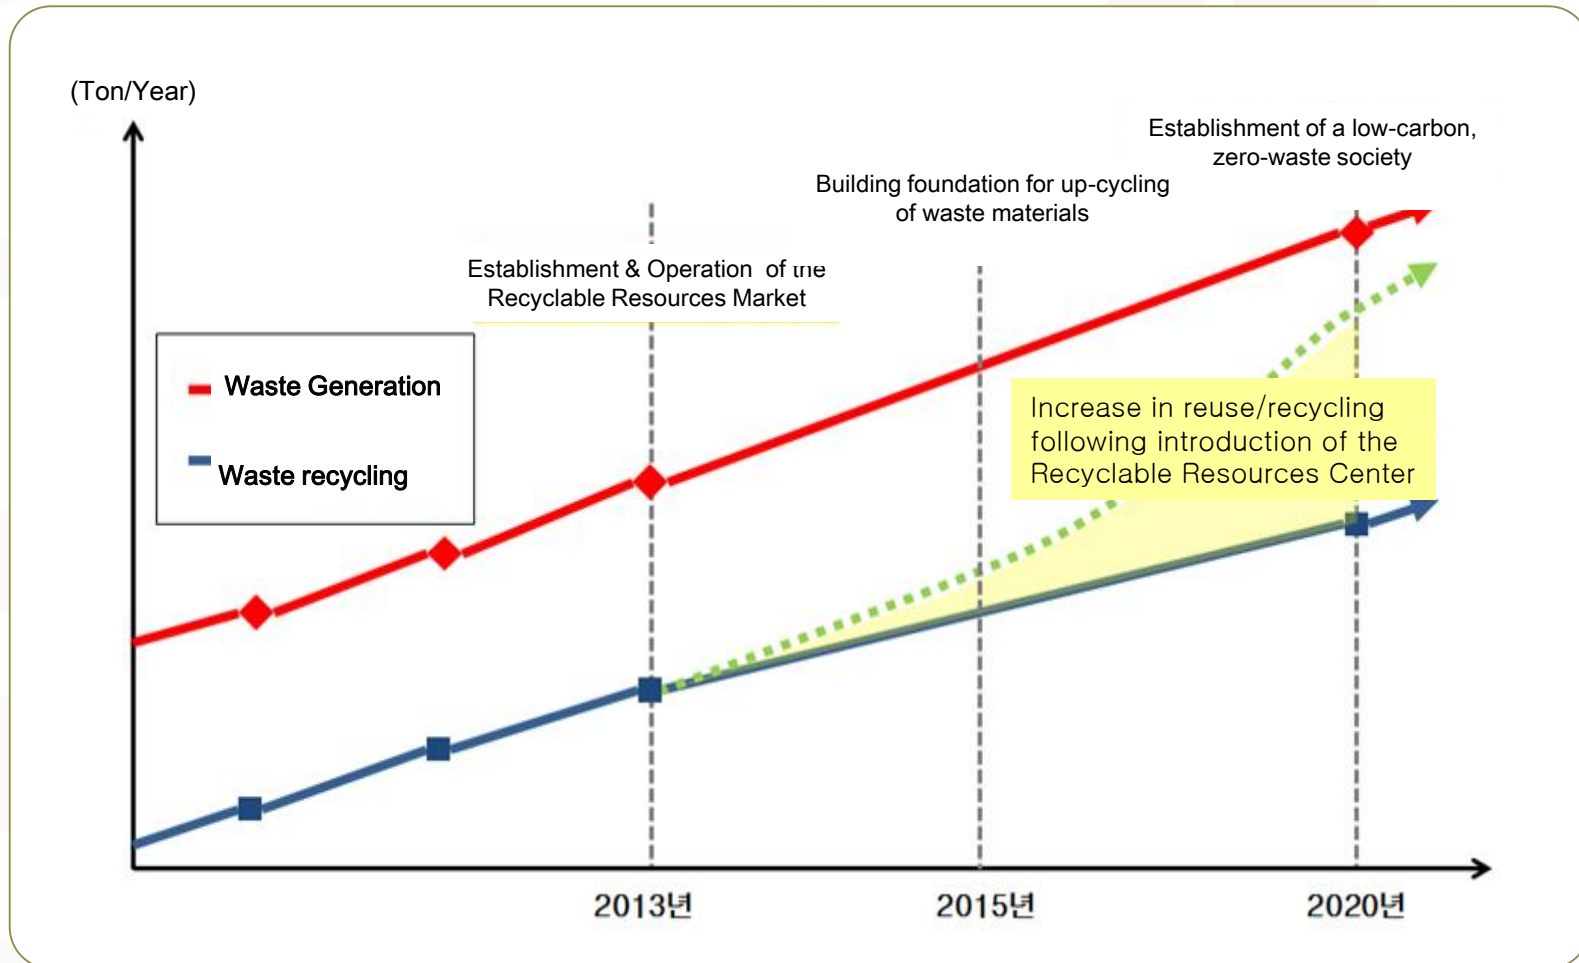 (Ton/Year)
Establishment of a low-carbon,
zero-waste society
Building foundation for up-cycling
of waste materials
Establishment & Operation of the
Recyclable Resources Market
Waste Generation
Waste recycling
Increase in reuse/recycling
following introduction of the
Recyclable Resources Center
2013년
2015년
2020년